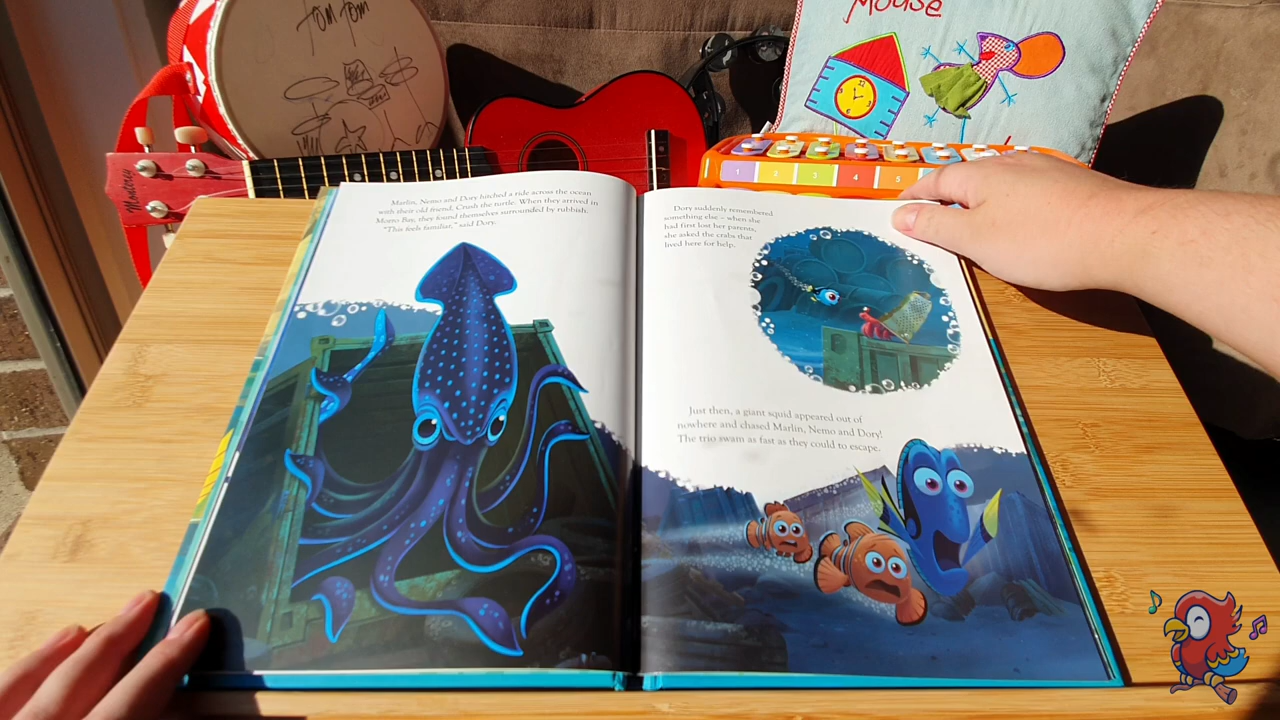 TOM TOM
Mouse
Monterey
1 2 3 4 5
Marlin, Nemo and Dory hitched a ride across the ocean
with their old friend, Crush the turtle. When they arrived in
Morro Bay, they found themselves surrounded by rubbish.
"This feels familiar," said Dory.
Dory suddenly remembered
something else – when she
had first lost her parents,
she asked the crabs that
lived here for help.
Just then, a giant squid appeared out of
nowhere and chased Marlin, Nemo and Dory!
The trio swam as fast as they could to escape.